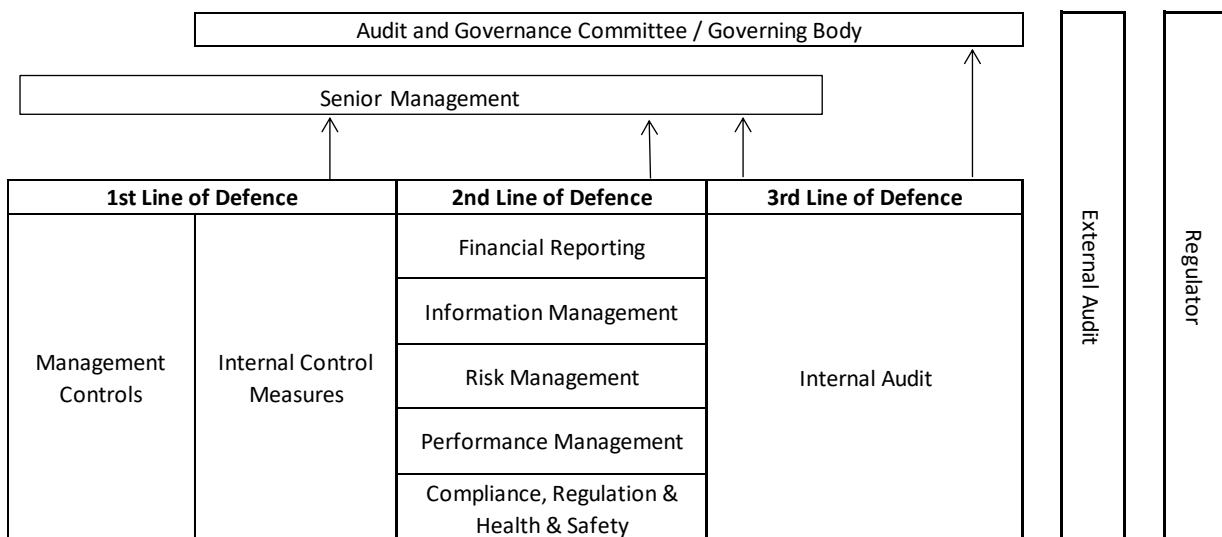 Audit and Governance Committee / Governing Body
Senior Management
1st Line of Defence
2nd Line of Defence
3rd Line of Defence
Management
Controls
Internal Control
Measures
Financial Reporting
Information Management
Risk Management
Performance Management
Compliance, Regulation &
Health & Safety
Internal Audit
External Audit
Regulator